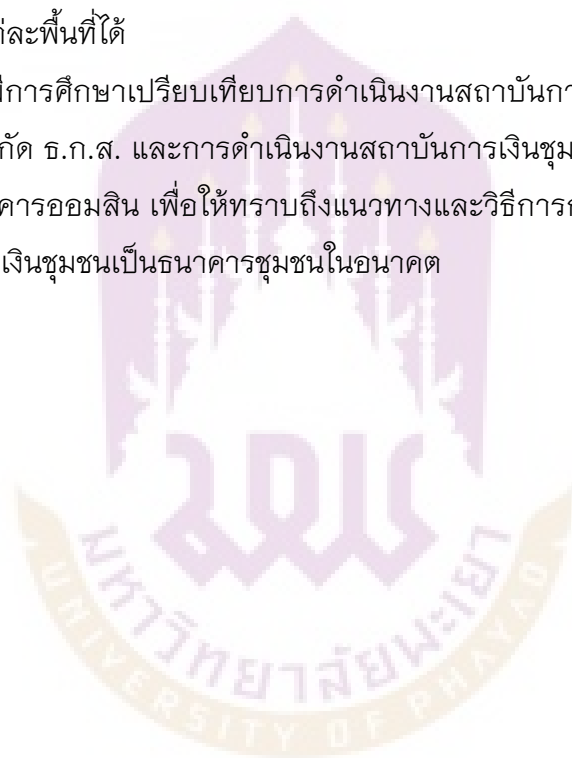 ต่ละพื้นที่ได้
มีการศึกษาเปรียบเทียบการดำเนินงานสถาบันกา
กัด ธ.ก.ส. และการดำเนินงานสถาบันการเงินชุม
คารออมสิน เพื่อให้ทราบถึงแนวทางและวิธีการก
เงินชุมชนเป็นธนาคารชุมชนในอนาคต
มพย
มหาวิทยาลัยพะเยา
UNIVERSITY OF PHAYAO